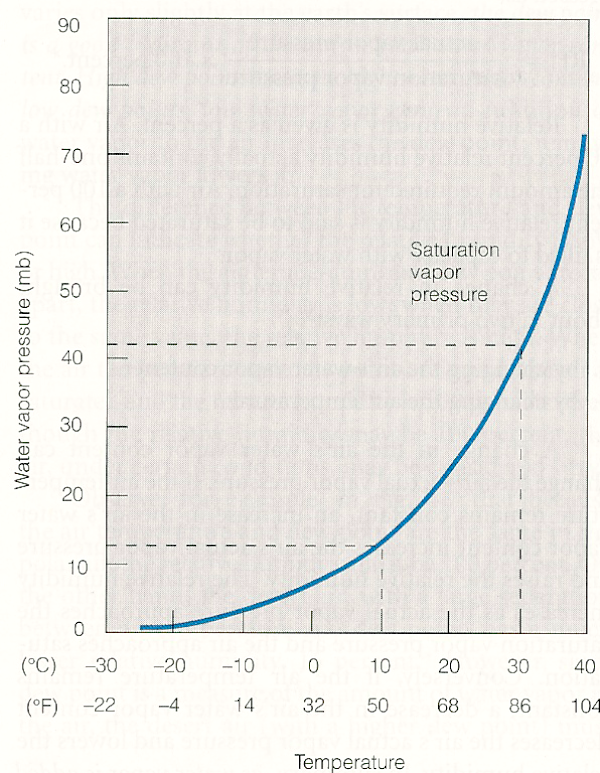 90
80
70
60
50
40
30
20
10
0
Water vapor pressure (mb)
Saturation
vapor
pressure
(°C) –30 –20 –10 0 10 20 30 40
(°F) –22 –4 14 32 50 68 86 104
Temperature